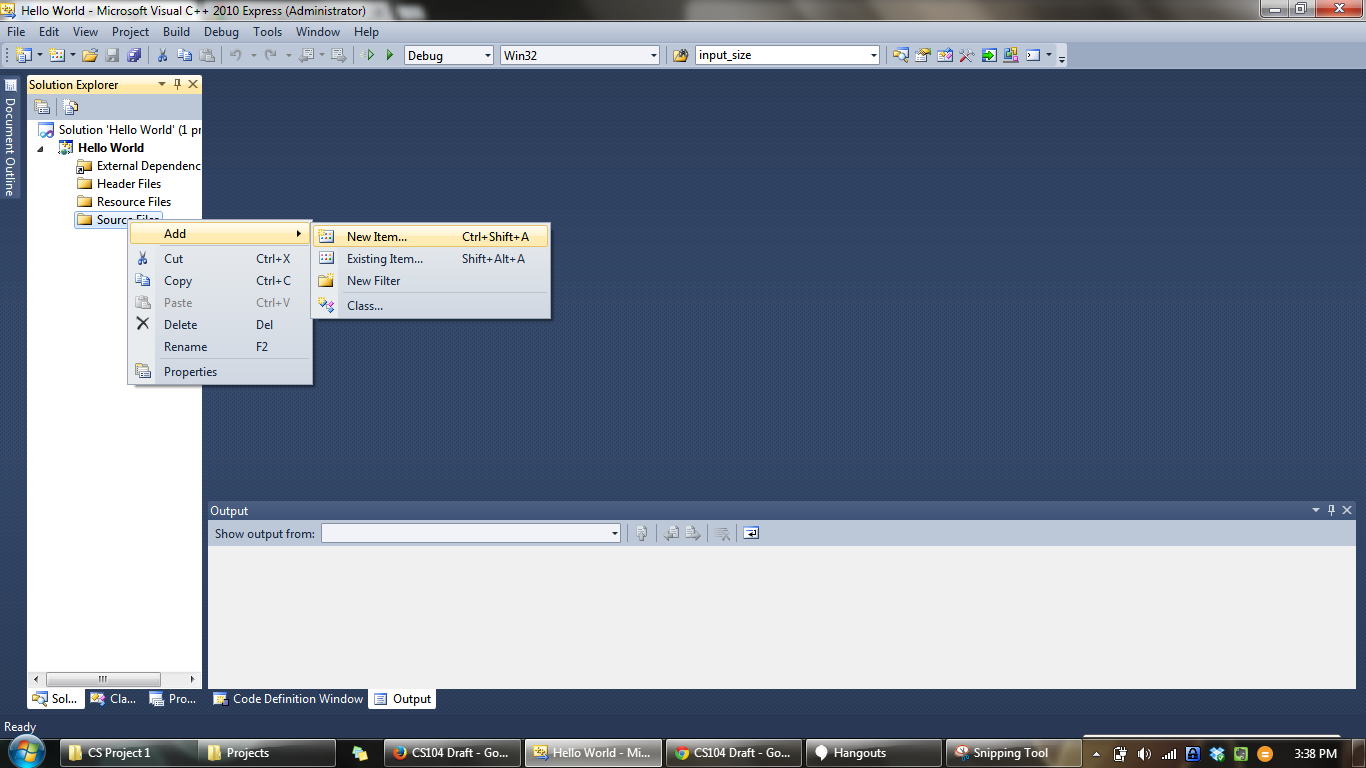 Hello World - Microsoft Visual C++ 2010 Express (Administrator)
File Edit View Project Build Debug Tools Window Help
Debug Win32 input_size
Document Outline
Solution Explorer
Solution 'Hello World' (1 pr
Hello World
External Dependenc
Header Files
Resource Files
Source Files
Add
Cut Ctrl+X
Copy Ctrl+C
Paste Ctrl+V
Delete Del
Rename F2
Properties
New Item... Ctrl+Shift+A
Existing Item... Shift+Alt+A
New Filter
Class...
Output
Show output from:
Sol... Cla... Pro... Code Definition Window Output
Ready
CS Project 1 Projects CS104 Draft - Go... Hello World - Mi... CS104 Draft - Go... Hangouts Snipping Tool 3:38 PM